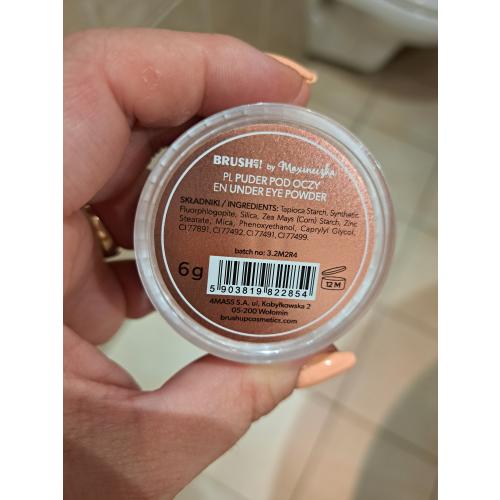 BRUSH UP! by Maxineczka
PL PUDER POD OCZY
EN UNDER EYE POWDER
SKŁADNIKI / INGREDIENTS: Tapioca Starch, Synthetic
Fluorphlogopite, Silica, Zea Mays (Corn) Starch, Zinc
Stearate, Mica, Phenoxyethanol, Caprylyl Glycol,
CI 77891, CI 77492, CI 77491, CI 77499.
batch no: 3.2M2R4
6 g
5 903819 822854
12 M
4MASS S.A. ul. Kobyłkowska 2
05-200 Wołomin
brushupcosmetics.com